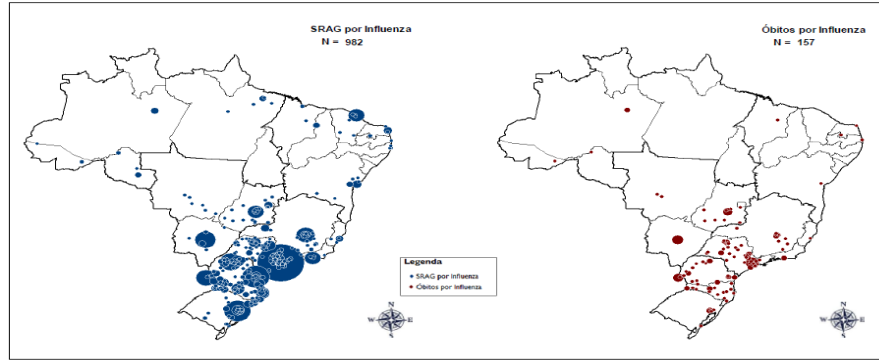 SRAG por Influenza
N = 982
Óbitos por Influenza
N = 157
Legenda
SRAG por Influenza
Óbitos por Influenza
N
W E
S
N
W E
S